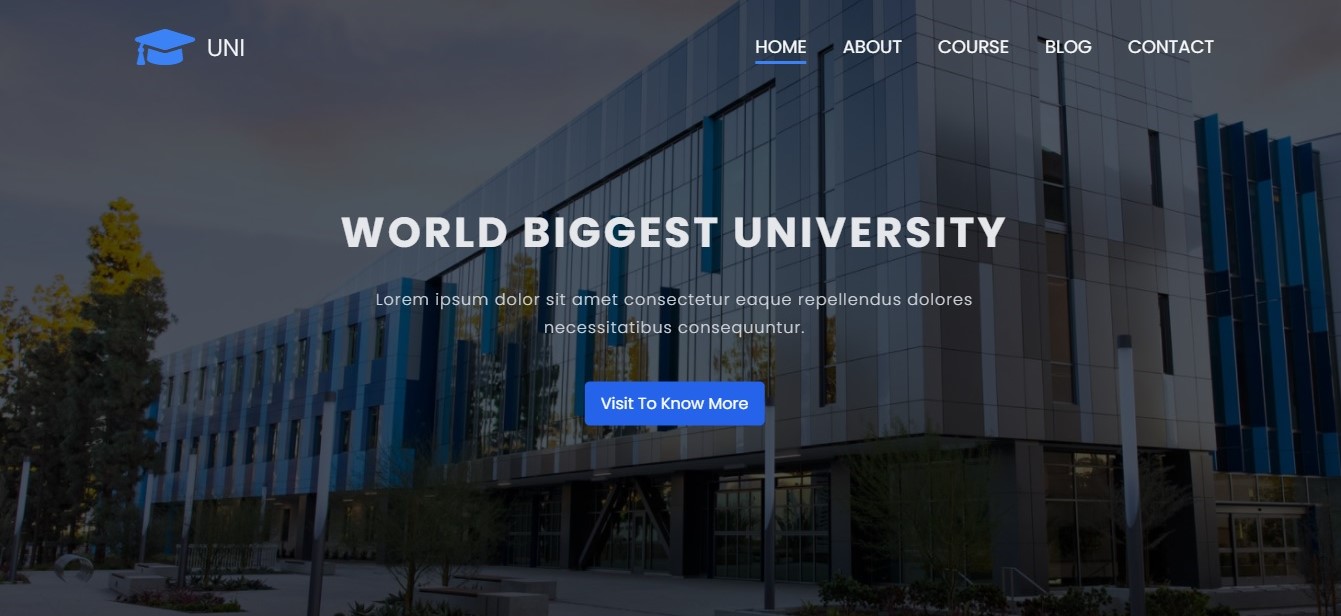 UNI
HOME ABOUT COURSE BLOG CONTACT
WORLD BIGGEST UNIVERSITY
Lorem ipsum dolor sit amet consectetur eaque repellendus dolores
necessitatibus consequuntur.
Visit To Know More